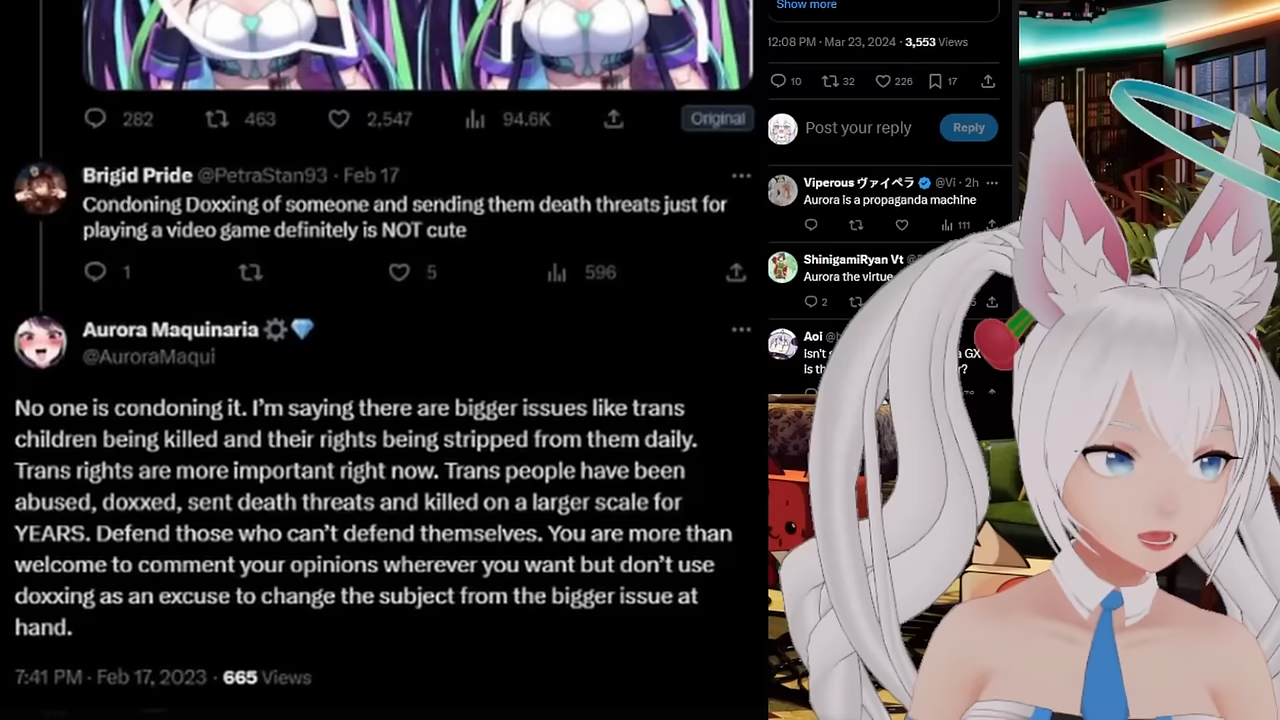 282 463 2,547 94.6K Original
Brigid Pride @PetraStan93 · Feb 17
Condoning Doxxing of someone and sending them death threats just for
playing a video game definitely is NOT cute
1 5 596
Aurora Maquinaria
@AuroraMaqui
No one is condoning it. I'm saying there are bigger issues like trans
children being killed and their rights being stripped from them daily.
Trans rights are more important right now. Trans people have been
abused, doxxed, sent death threats and killed on a larger scale for
YEARS. Defend those who can't defend themselves. You are more than
welcome to comment your opinions wherever you want but don't use
doxxing as an excuse to change the subject from the bigger issue at
hand.
7:41 PM · Feb 17, 2023 · 665 Views
Show more
12:08 PM · Mar 23, 2024 · 3,553 Views
10 32 226 17
Post your reply Reply
Viperous ヴァイペラ @Vi · 2h
Aurora is a propaganda machine
111
ShinigamiRyan Vt
Aurora the virtue
2
Aoi
Isn't GX
Is th r?